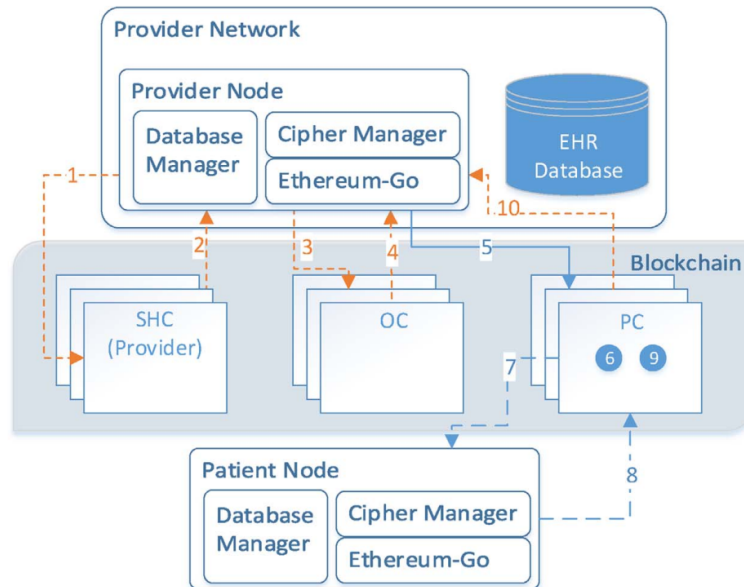 Provider Network
Provider Node
Database
Manager
Cipher Manager
Ethereum-Go
EHR
Database
1
2
3
4
5
10
Blockchain
SHC
(Provider)
OC
PC
6
9
7
8
Patient Node
Database
Manager
Cipher Manager
Ethereum-Go